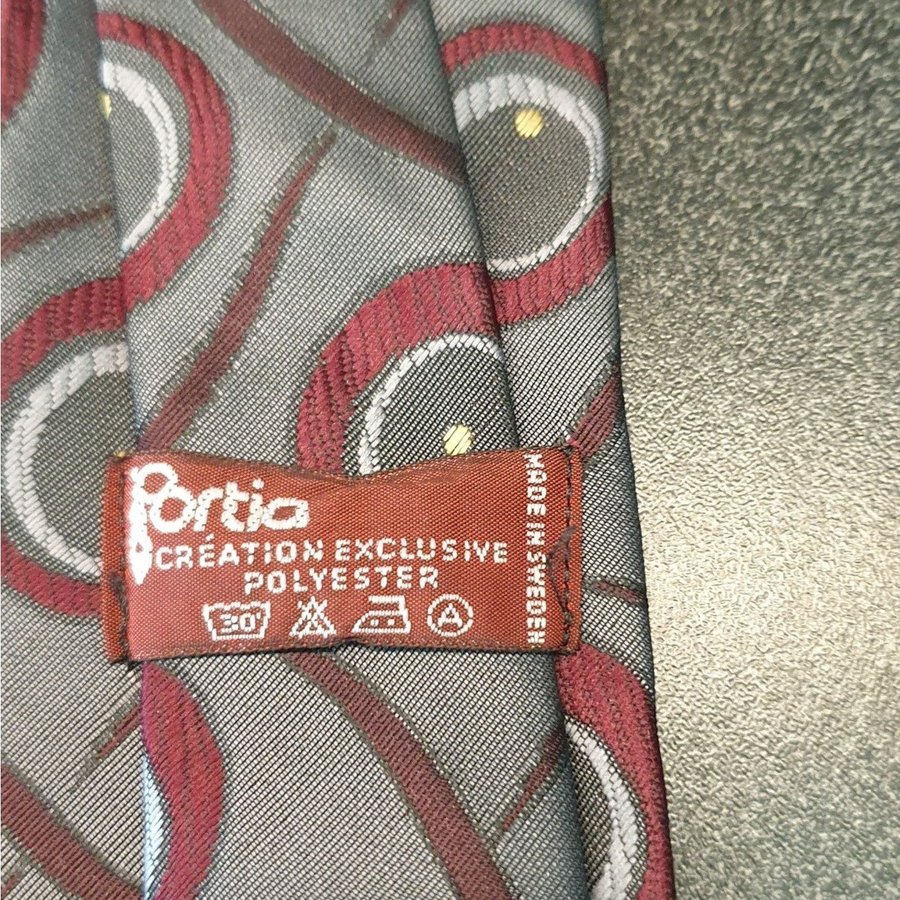 Portia
CRÉATION EXCLUSIVE
POLYESTER
30°
A
MADE IN SWEDEN